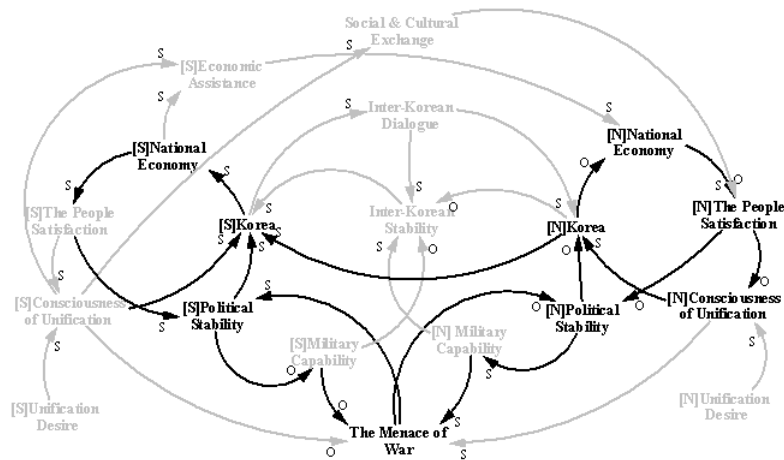 Social & Cultural
Exchange
S
S
[S]Economic
Assistance
S
S
S
Inter-Korean
Dialogue
[S]National
Economy
[N]National
Economy
O
S
O
S
S
S
S
[S]The People
Satisfaction
Inter-Korean
Stability
O
S
[N]The People
Satisfaction
[S]Korea
[N]Korea
S
S
S
S
O
O
S
S
O
[S]Consciousness
of Unification
[N]Consciousness
of Unification
[S]Political
Stability
[N]Political
Stability
S
O
O
S
[S]Military
Capability
[N] Military
Capability
S
S
O
S
[S]Unification
Desire
[N]Unification
Desire
O
S
The Menace of
War
O
S